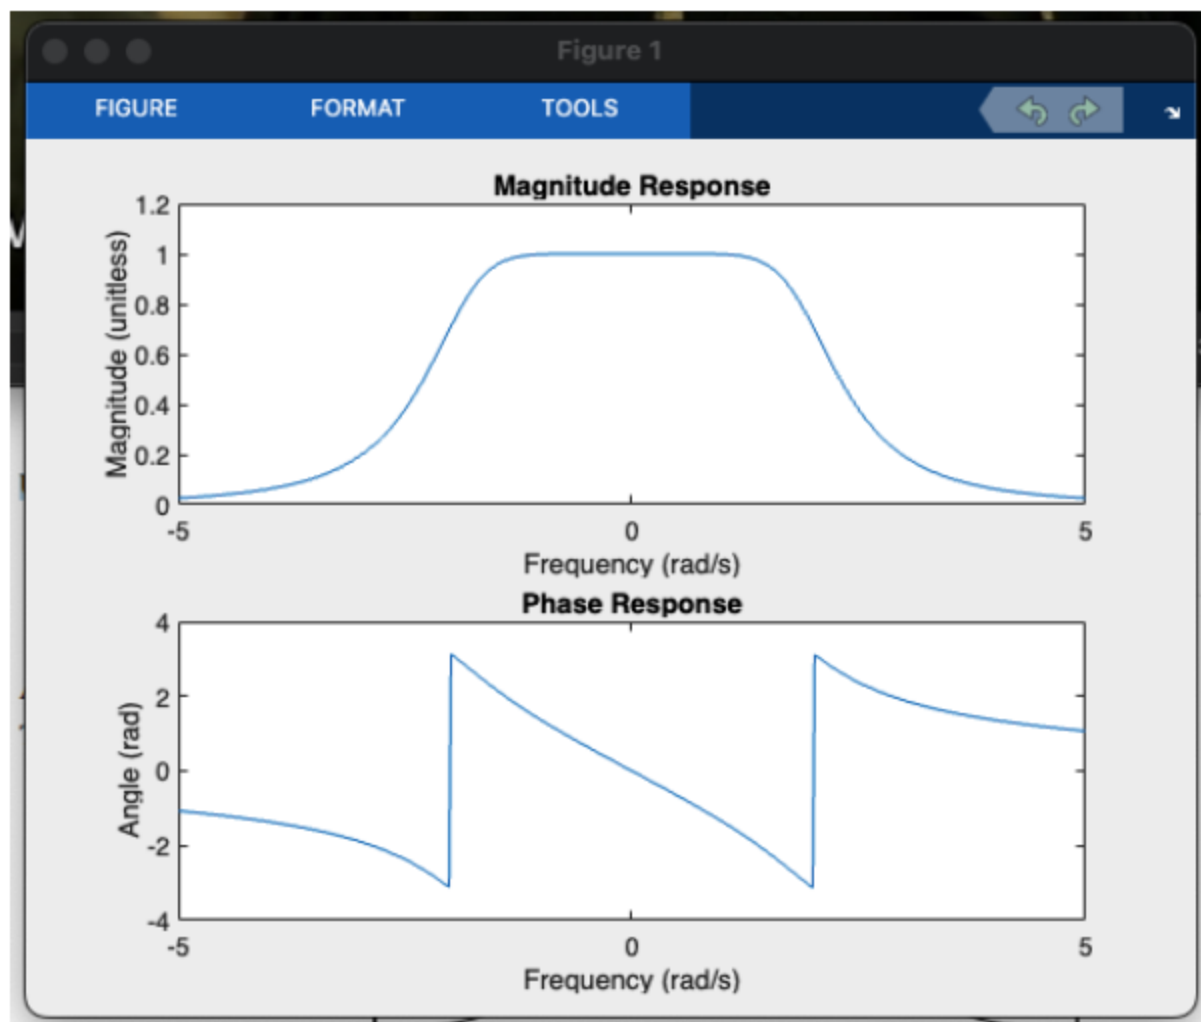 Figure 1
FIGURE FORMAT TOOLS
Magnitude Response
1.2
1
0.8
0.6
0.4
0.2
0
Magnitude (unitless)
-5 0 5
Frequency (rad/s)
Phase Response
4
2
0
-2
-4
Angle (rad)
-5 0 5
Frequency (rad/s)